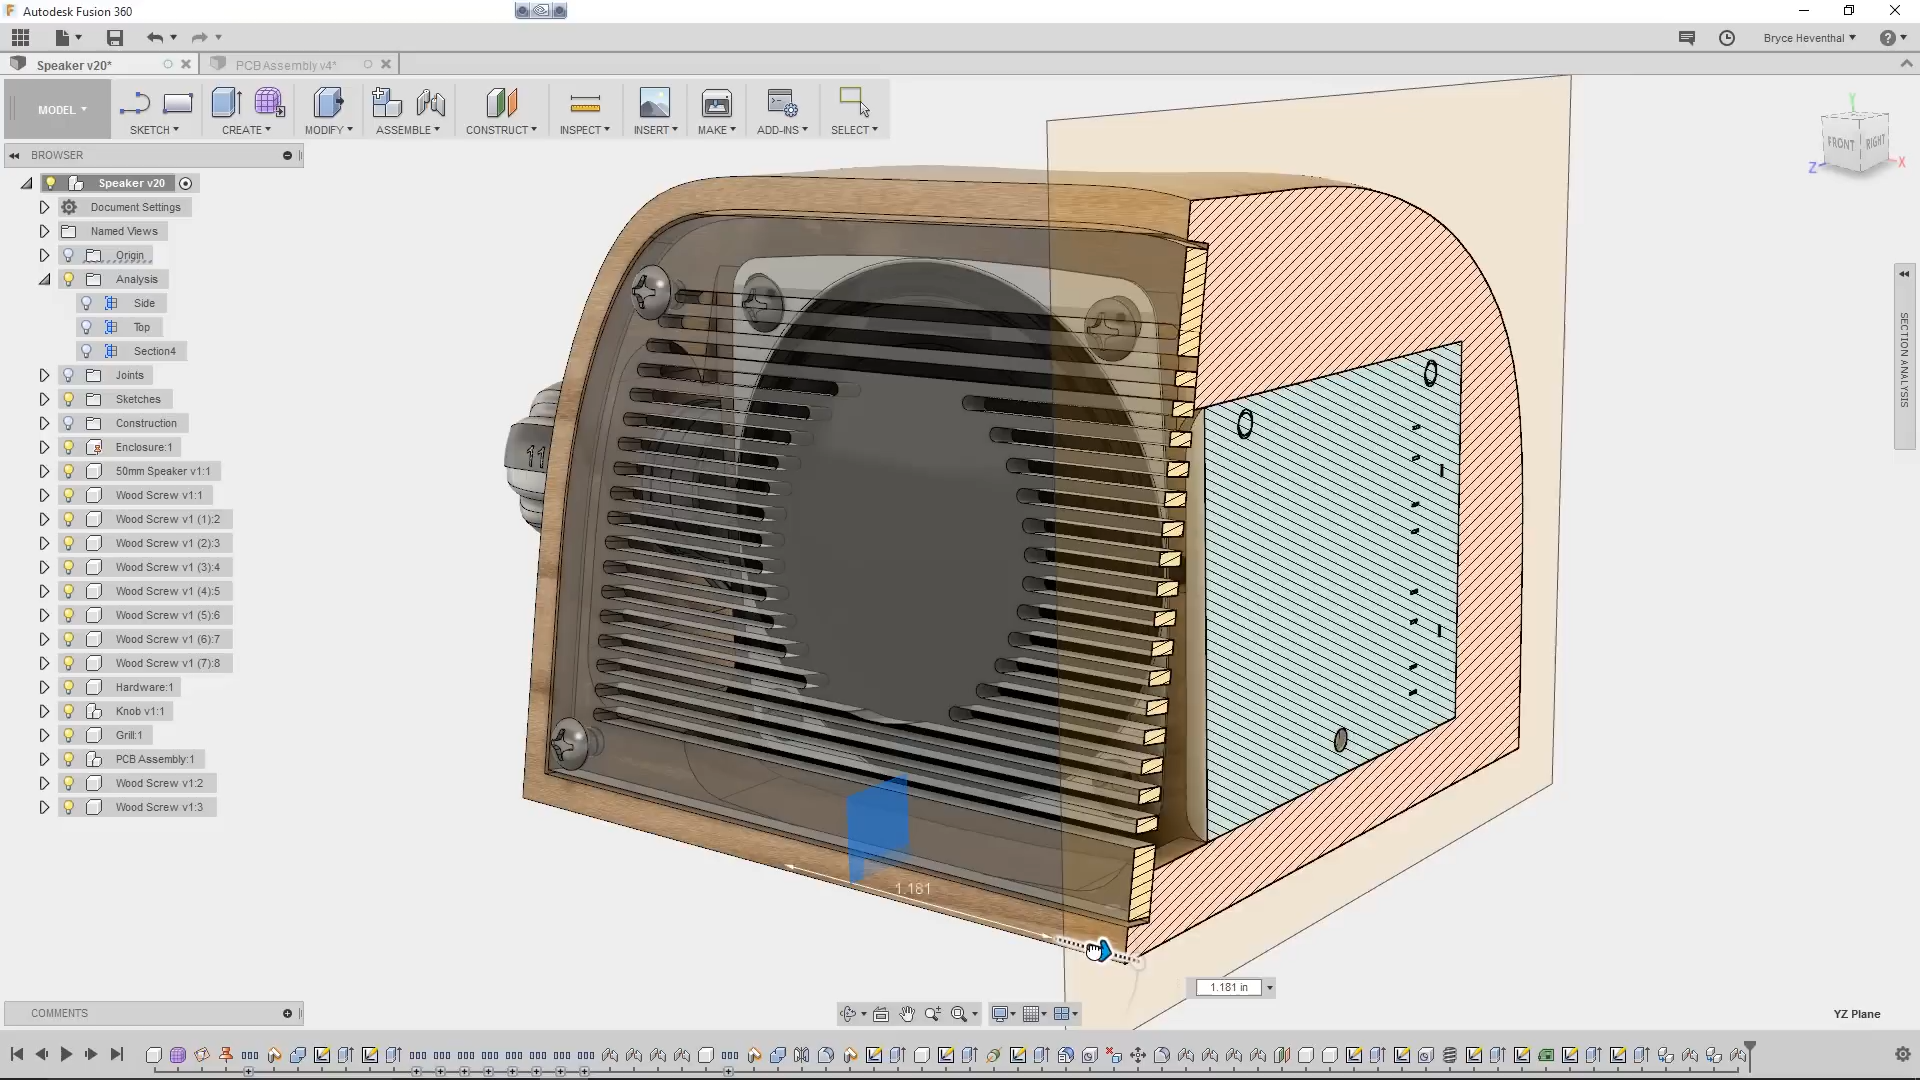 Autodesk Fusion 360
Bryce Heventhal
Speaker v20*
PCB Assembly v4*
MODEL
SKETCH
CREATE
MODIFY
ASSEMBLE
CONSTRUCT
INSPECT
INSERT
MAKE
ADD-INS
SELECT
BROWSER
Speaker v20
Document Settings
Named Views
Origin
Analysis
Side
Top
Section4
Joints
Sketches
Construction
Enclosure:1
50mm Speaker v1:1
Wood Screw v1:1
Wood Screw v1 (1):2
Wood Screw v1 (2):3
Wood Screw v1 (3):4
Wood Screw v1 (4):5
Wood Screw v1 (5):6
Wood Screw v1 (6):7
Wood Screw v1 (7):8
Hardware:1
Knob v1:1
Grill:1
PCB Assembly:1
Wood Screw v1:2
Wood Screw v1:3
11
Y
FRONT
RIGHT
Z
X
SECTION ANALYSIS
1.181
1.181 in
COMMENTS
YZ Plane